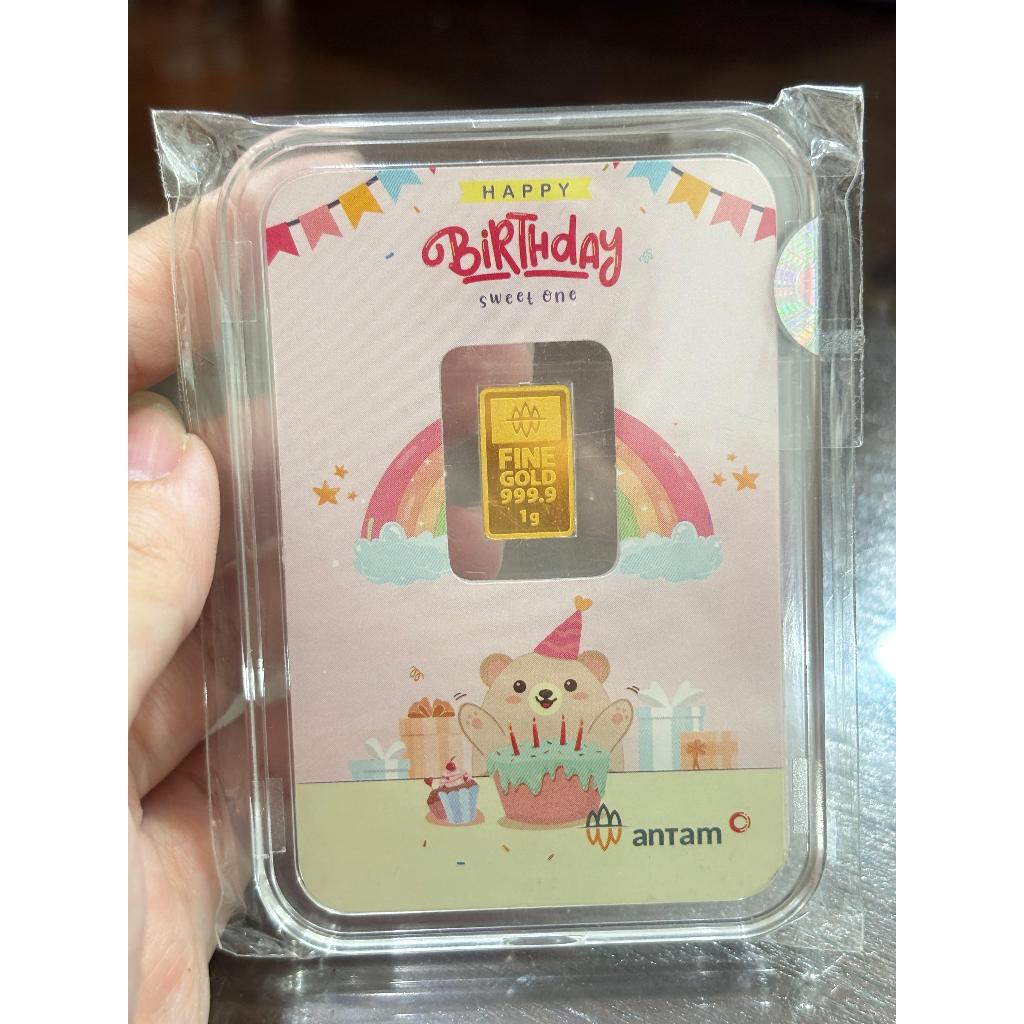 HAPPY
BiRTHdAY
sweet one
FINE
GOLD
999.9
1g
antam